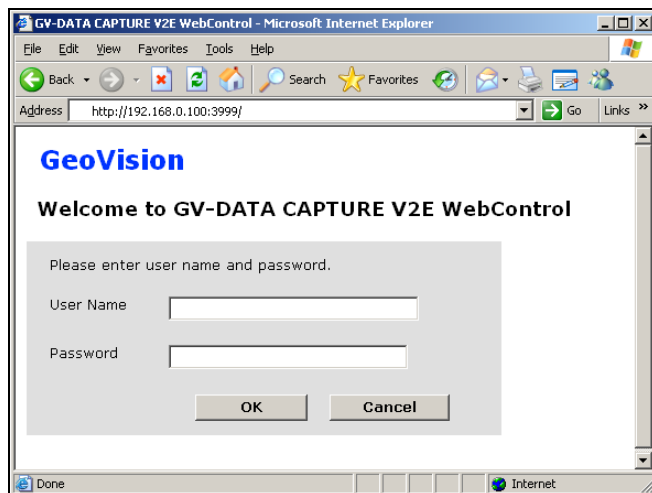 GV-DATA CAPTURE V2E WebControl - Microsoft Internet Explorer
File Edit View Favorites Tools Help
Back Search Favorites
Address http://192.168.0.100:3999/ Go Links »
GeoVision
Welcome to GV-DATA CAPTURE V2E WebControl
Please enter user name and password.
User Name
Password
OK Cancel
Done Internet